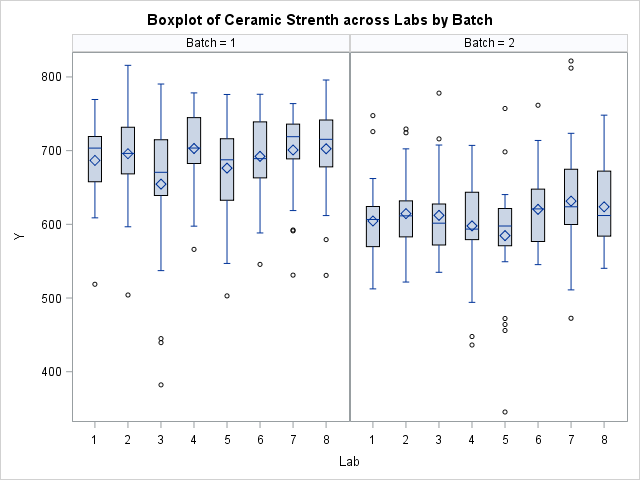 Boxplot of Ceramic Strenth across Labs by Batch
Batch = 1 Batch = 2
800
700
600
500
400
Y
1 2 3 4 5 6 7 8 1 2 3 4 5 6 7 8
Lab